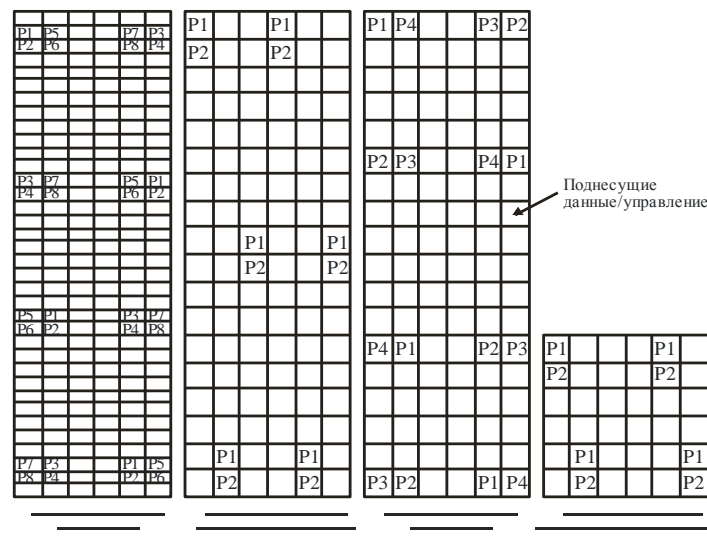 P1 P5 P7 P3
P2 P6 P8 P4
P3 P7 P5 P1
P4 P8 P6 P2
P5 P1 P3 P7
P6 P2 P4 P8
P7 P3 P1 P5
P8 P4 P2 P6
P1 P1
P2 P2
P1 P1
P2 P2
P1 P1
P2 P2
P1 P4 P3 P2
P2 P3 P4 P1
P4 P1 P2 P3
P3 P2 P1 P4
Поднесущие
данные/управление
P1 P1
P2 P2
P1 P1
P2 P2